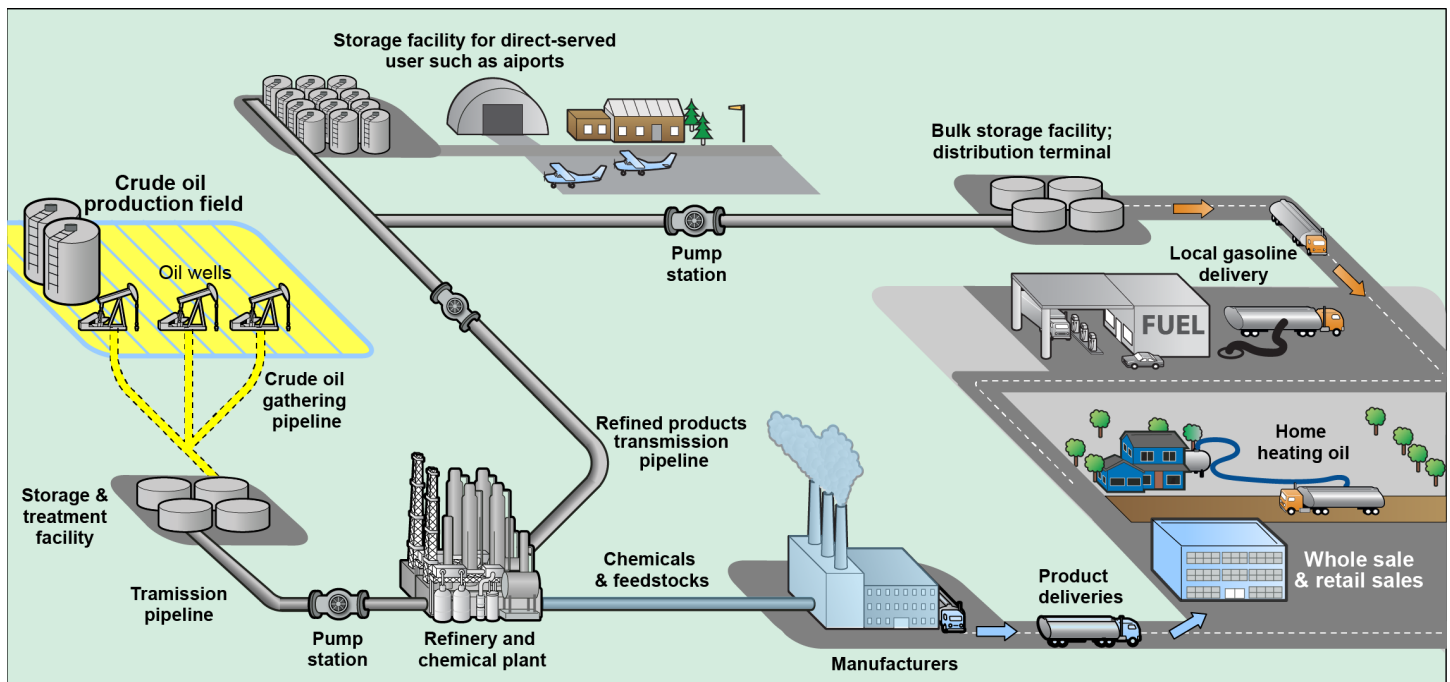 Storage facility for direct-served
user such as aiports
Bulk storage facility;
distribution terminal
Crude oil
production field
Oil wells
Pump
station
Local gasoline
delivery
FUEL
Crude oil
gathering
pipeline
Refined products
transmission
pipeline
Home
heating oil
Storage &
treatment
facility
Chemicals
& feedstocks
Whole sale
& retail sales
Product
deliveries
Tramission
pipeline
Pump
station
Refinery and
chemical plant
Manufacturers